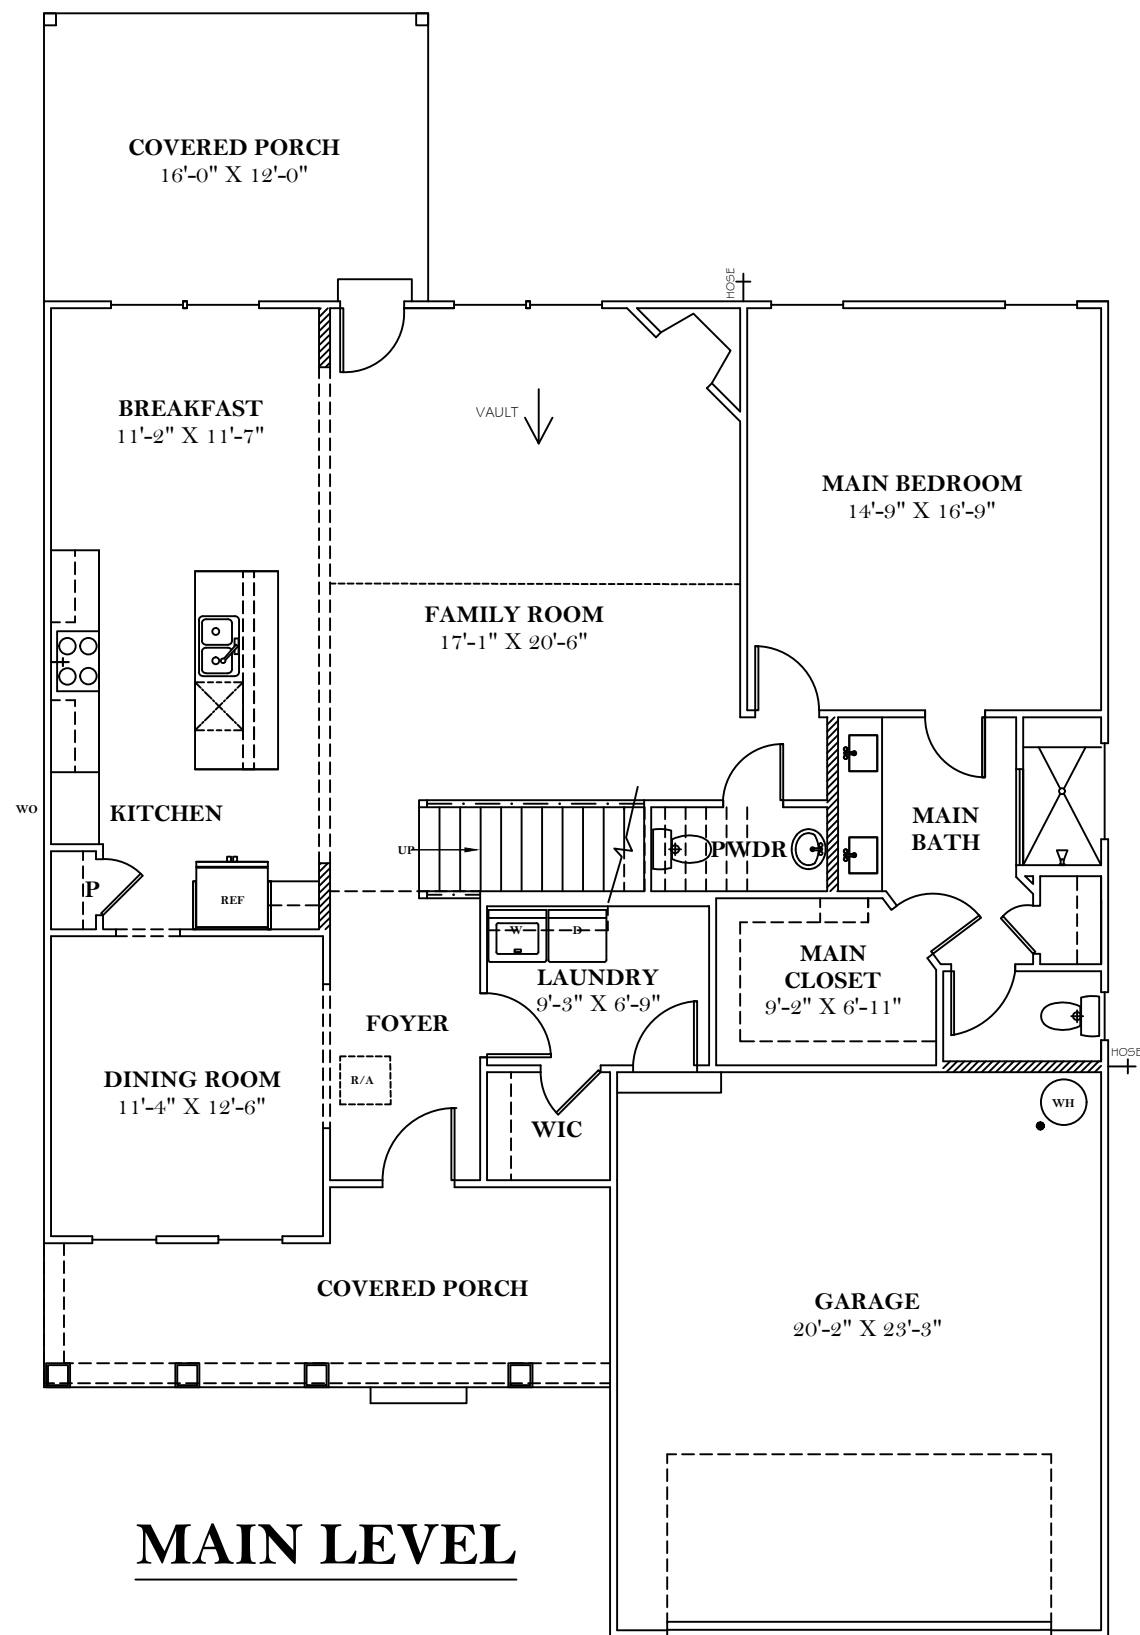 COVERED PORCH
16'-0" X 12'-0"
HOSE
BREAKFAST
11'-2" X 11'-7"
VAULT
MAIN BEDROOM
14'-9" X 16'-9"
FAMILY ROOM
17'-1" X 20'-6"
WO
KITCHEN
MAIN
BATH
UP
PWDR
P
REF
W
D
LAUNDRY
9'-3" X 6'-9"
MAIN
CLOSET
9'-2" X 6'-11"
FOYER
HOSE
DINING ROOM
11'-4" X 12'-6"
R/A
WIC
WH
COVERED PORCH
GARAGE
20'-2" X 23'-3"
MAIN LEVEL